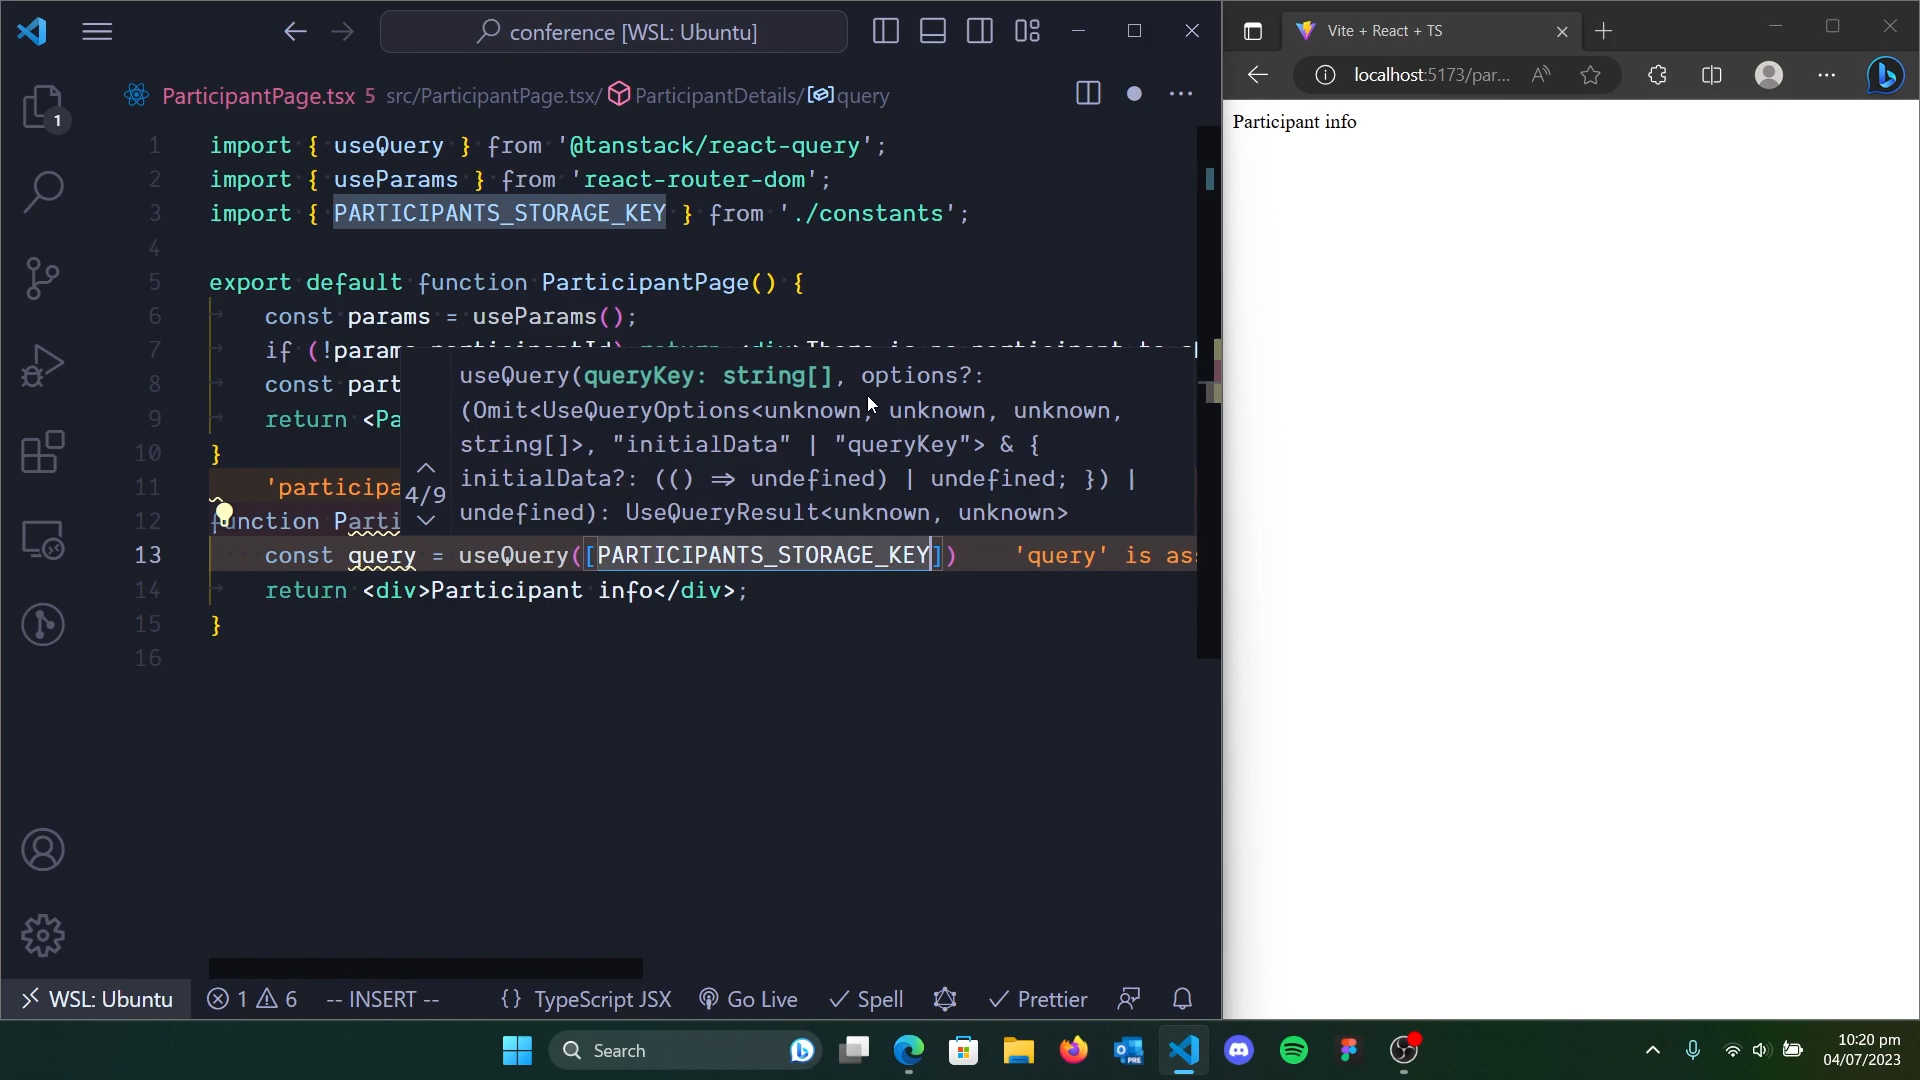 conference [WSL: Ubuntu]
ParticipantPage.tsx 5 src/ParticipantPage.tsx/ ParticipantDetails/ query
1
1 import { useQuery } from '@tanstack/react-query';
2 import { useParams } from 'react-router-dom';
3 import { PARTICIPANTS_STORAGE_KEY } from './constants';
4
5 export default function ParticipantPage() {
6 const params = useParams();
7 if (!param
8 const part
9 return <Pa
10 }
11 'participa
12 function Parti
13 const query = useQuery([PARTICIPANTS_STORAGE_KEY]) 'query' is as
14 return <div>Participant info</div>;
15 }
16
useQuery(queryKey: string[], options?:
(Omit<UseQueryOptions<unknown, unknown, unknown,
string[]>, "initialData" | "queryKey"> & {
initialData?: (() => undefined) | undefined; }) |
undefined): UseQueryResult<unknown, unknown>
4/9
WSL: Ubuntu 1 6 -- INSERT -- {} TypeScript JSX Go Live Spell Prettier
Vite + React + TS
localhost:5173/par...
Participant info
Search
PRE
10:20 pm
04/07/2023